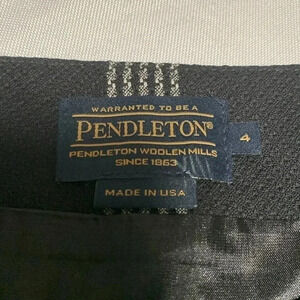 WARRANTED TO BE A
PENDLETON®
PENDLETON WOOLEN MILLS
SINCE 1863
4
MADE IN USA